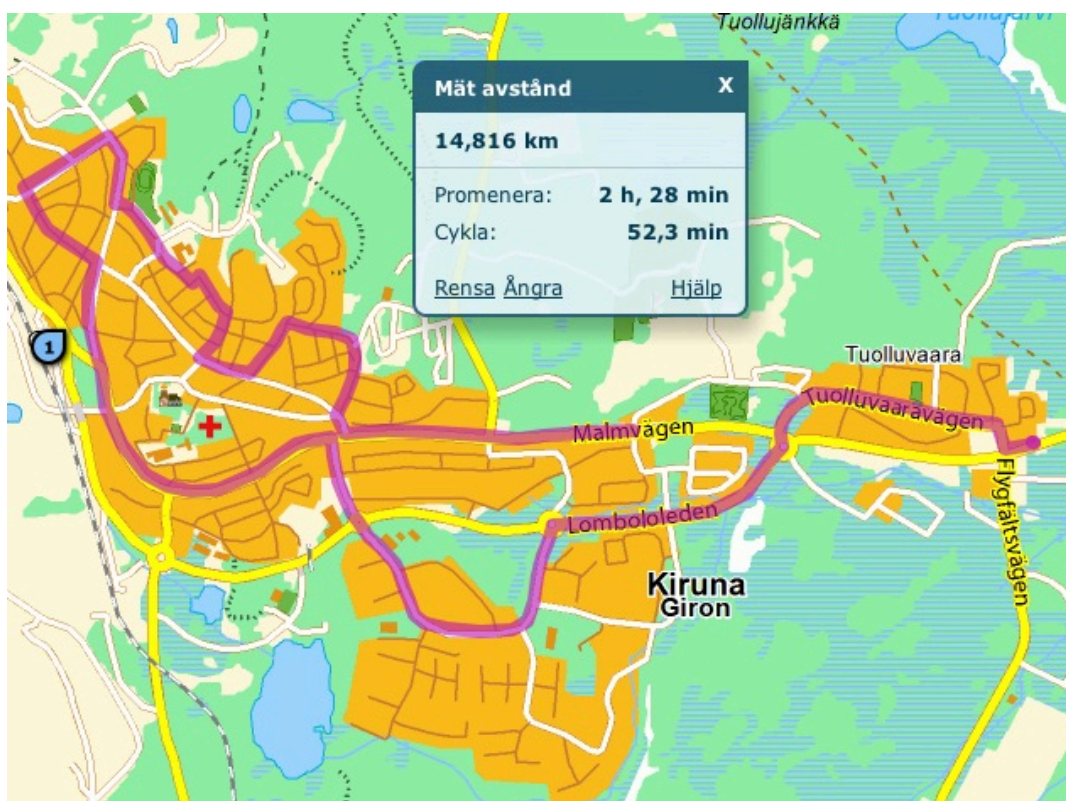 Tuollujärvi
Tuollujänkkä
Mät avstånd X
14,816 km
Promenera: 2 h, 28 min
Cykla: 52,3 min
Rensa Ångra Hjälp
1
Tuolluvaara
Tuolluvaaravägen
Malmvägen
Lombololeden
Flygfältsvägen
Kiruna
Giron